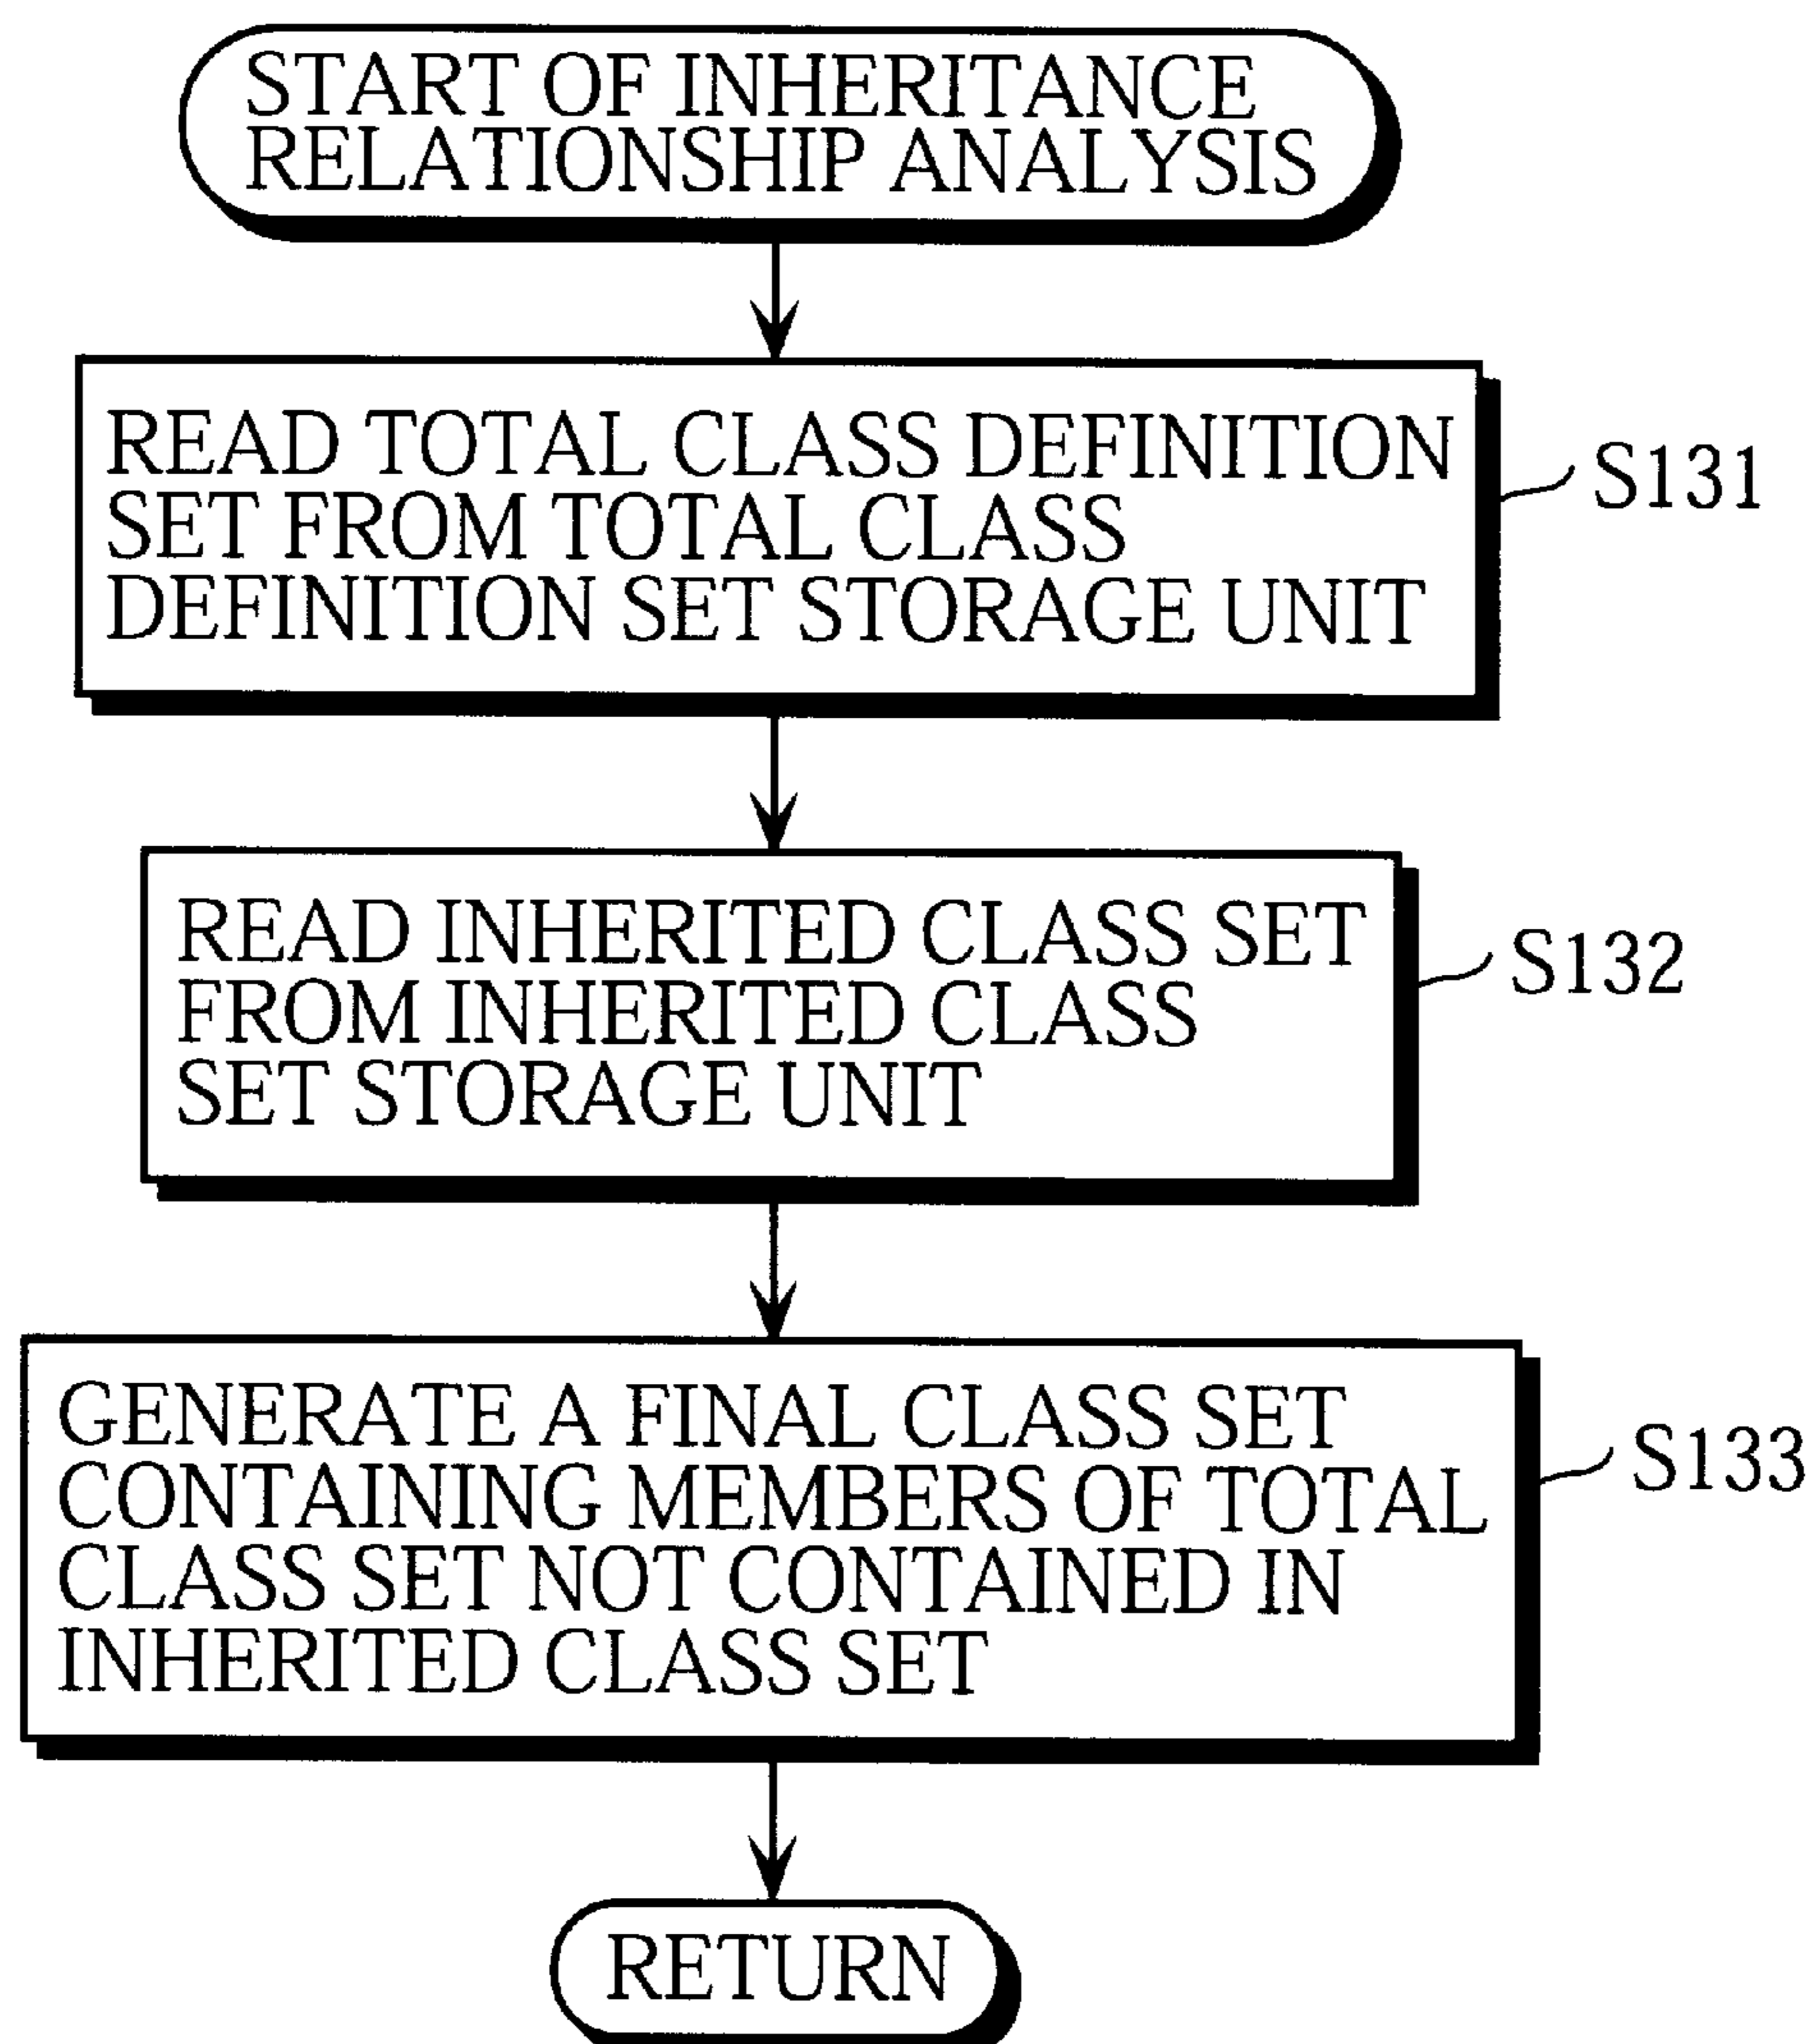 START OF INHERITANCE
RELATIONSHIP ANALYSIS
READ TOTAL CLASS DEFINITION
SET FROM TOTAL CLASS
DEFINITION SET STORAGE UNIT
S131
READ INHERITED CLASS SET
FROM INHERITED CLASS
SET STORAGE UNIT
S132
GENERATE A FINAL CLASS SET
CONTAINING MEMBERS OF TOTAL
CLASS SET NOT CONTAINED IN
INHERITED CLASS SET
S133
RETURN